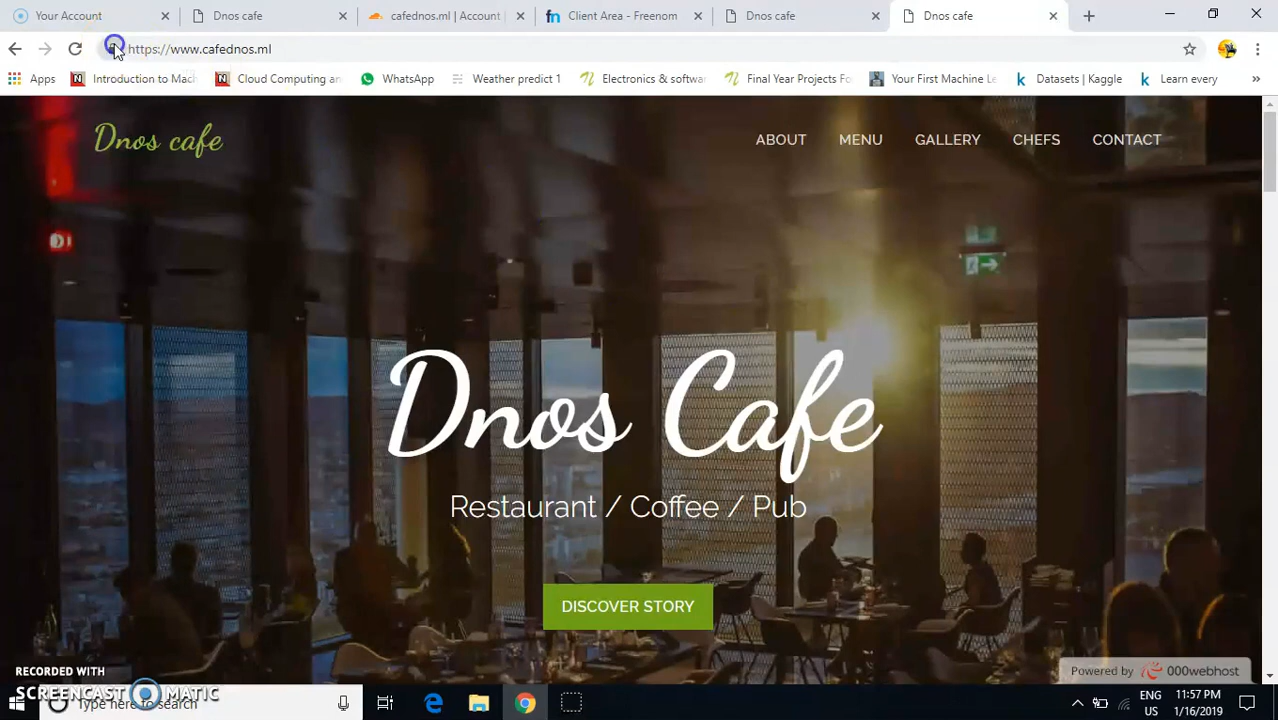 Your Account
Dnos cafe
cafednos.ml | Account
Client Area - Freenom
Dnos cafe
Dnos cafe
https://www.cafednos.ml
Apps
Introduction to Mach
Cloud Computing an
WhatsApp
Weather predict 1
Electronics & softwar
Final Year Projects Fo
Your First Machine Le
Datasets | Kaggle
Learn every
Dnos cafe
ABOUT
MENU
GALLERY
CHEFS
CONTACT
Dnos Cafe
Restaurant / Coffee / Pub
DISCOVER STORY
Powered by 000webhost
RECORDED WITH
SCREENCAST MATIC
Type here to search
ENG
US
11:57 PM
1/16/2019